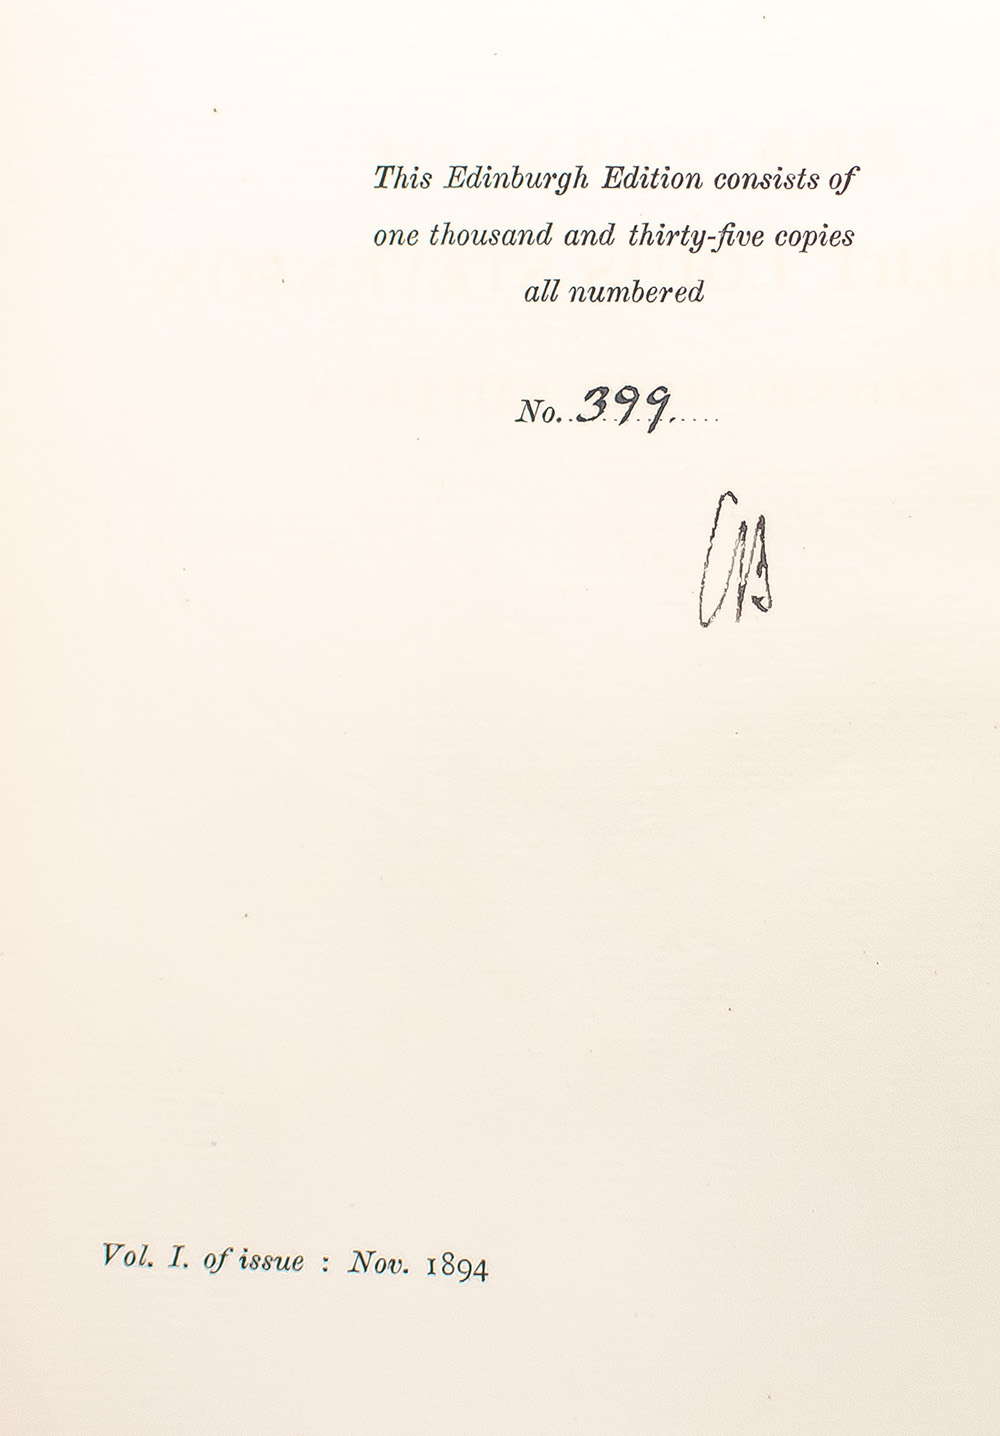 This Edinburgh Edition consists of
one thousand and thirty-five copies
all numbered
No. 399.
Vol. I. of issue : Nov. 1894